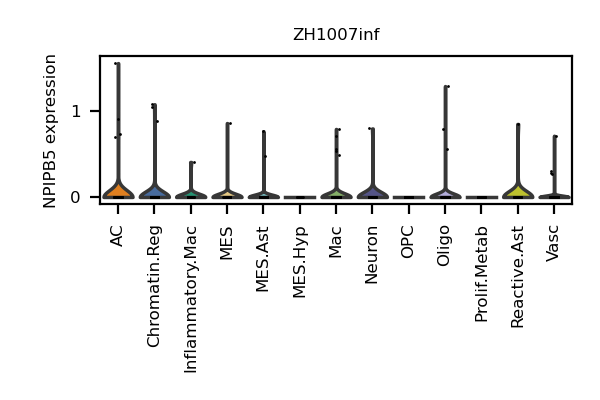 ZH1007inf
NPIPB5 expression
1
0
AC
Chromatin.Reg
Inflammatory.Mac
MES
MES.Ast
MES.Hyp
Mac
Neuron
OPC
Oligo
Prolif.Metab
Reactive.Ast
Vasc